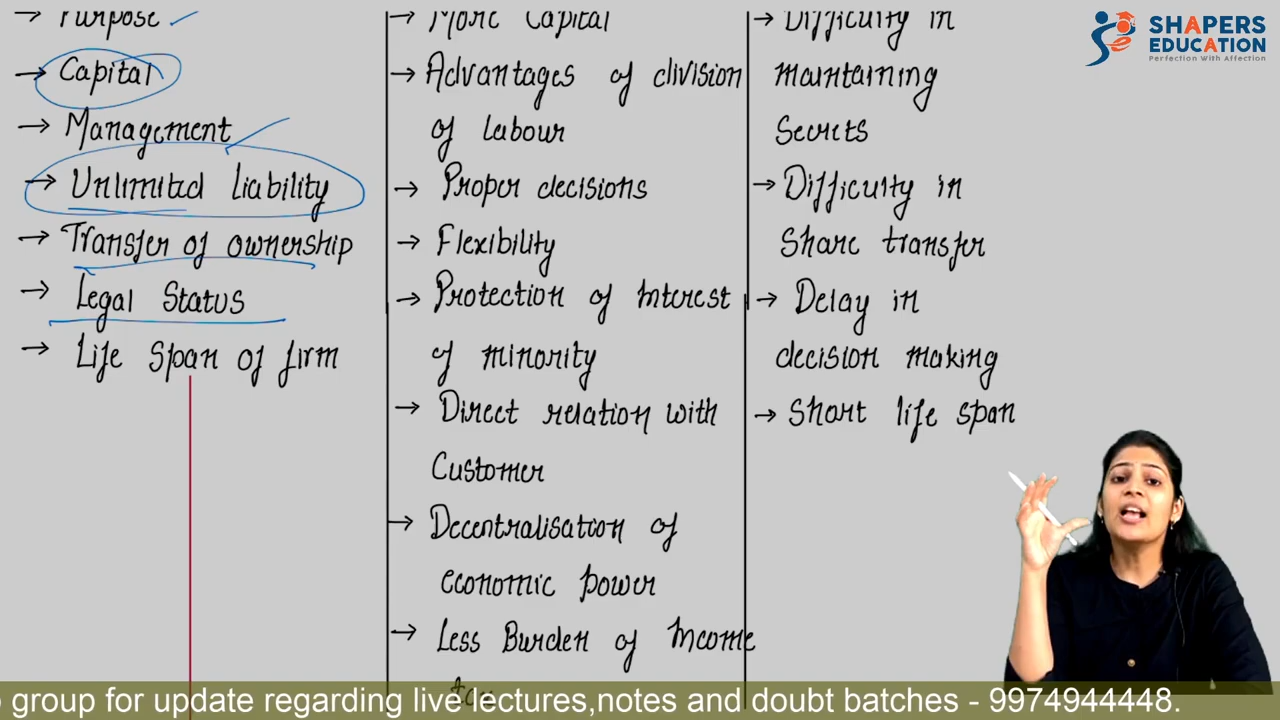 → Purpose
→ Capital
→ Management
→ Unlimited Liability
→ Transfer of ownership
→ Legal Status
→ Life span of firm
→ More Capital
→ Advantages of division
of labour
→ Proper decisions
→ Flexibility
→ Protection of Interest
of minority
→ Direct relation with
Customer
→ Decentralisation of
economic power
→ Less Burden of Income
tax
→ Difficulty in
maintaining
Secrets
→ Difficulty in
Share transfer
→ Delay in
decision making
→ Short life span
SHAPERS
EDUCATION
Perfection With Affection
group for update regarding live lectures,notes and doubt batches - 9974944448.